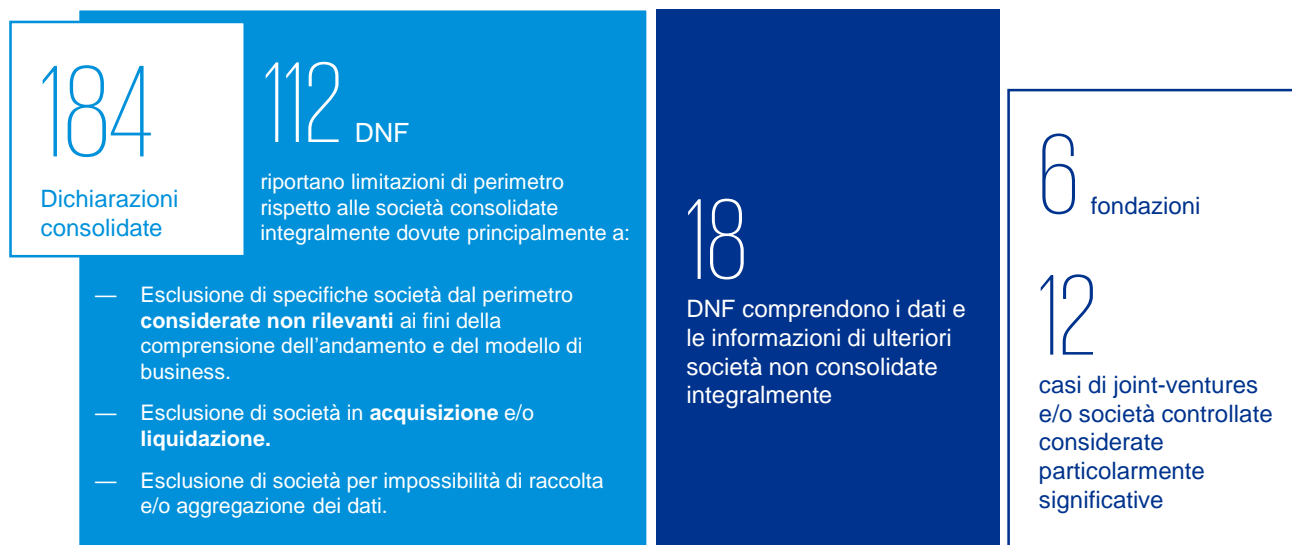 184
Dichiarazioni
consolidate
112 DNF
riportano limitazioni di perimetro
rispetto alle società consolidate
integralmente dovute principalmente a:
— Esclusione di specifiche società dal perimetro
considerate non rilevanti ai fini della
comprensione dell'andamento e del modello di
business.
— Esclusione di società in acquisizione e/o
liquidazione.
— Esclusione di società per impossibilità di raccolta
e/o aggregazione dei dati.
18
DNF comprendono i dati e
le informazioni di ulteriori
società non consolidate
integralmente
6 fondazioni
12
casi di joint-ventures
e/o società controllate
considerate
particolarmente
significative